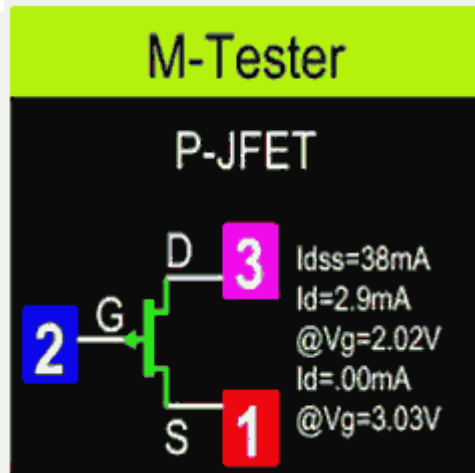 M-Tester
P-JFET
D
3
G
2
S
1
Idss=38mA
Id=2.9mA
@Vg=2.02V
Id=.00mA
@Vg=3.03V